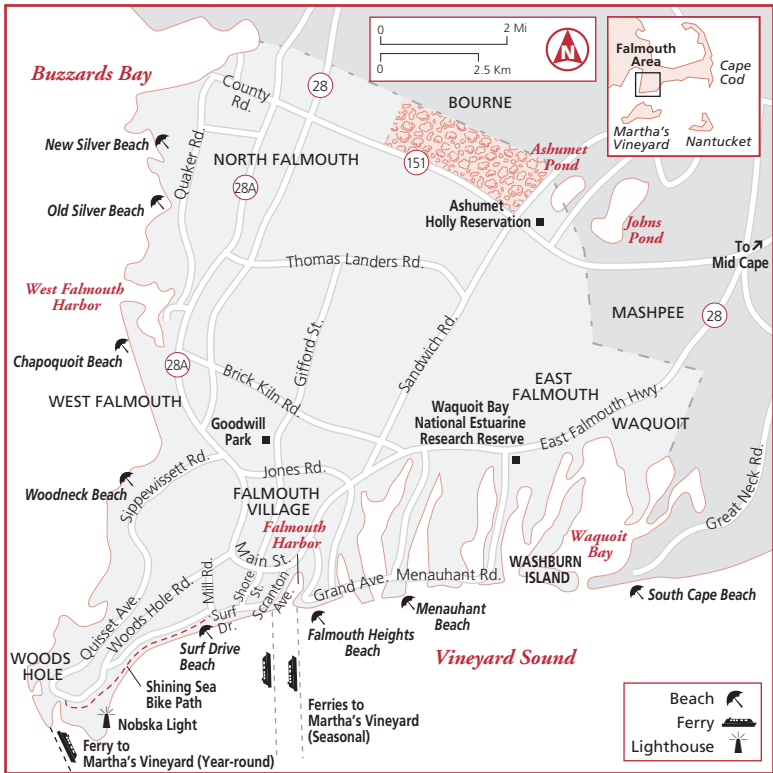 0 2 Mi
0 2.5 Km
N
Falmouth
Area
Cape
Cod
Martha's
Vineyard
Nantucket
Buzzards Bay
County
Rd.
28
BOURNE
New Silver Beach
Quaker Rd.
NORTH FALMOUTH
151
Ashumet
Pond
28A
Old Silver Beach
Ashumet
Holly Reservation
Johns
Pond
To
Mid Cape
Thomas Landers Rd.
West Falmouth
Harbor
MASHPEE
28
Gifford St.
Sandwich Rd.
Chapoquoit Beach
28A
Brick Kiln Rd.
WEST FALMOUTH
EAST
FALMOUTH
East Falmouth Hwy.
WAQUOIT
Waquoit Bay
National Estuarine
Research Reserve
Goodwill
Park
Sippewissett Rd.
Jones Rd.
Woodneck Beach
FALMOUTH
VILLAGE
Falmouth
Harbor
Great Neck Rd.
Waquoit
Bay
Main St.
WASHBURN
ISLAND
Mill Rd.
Shore
St.
Scranton
Ave.
Grand Ave.
Menauhant Rd.
South Cape Beach
Quisset Ave.
Woods Hole Rd.
Surf
Dr.
Menauhant
Beach
Falmouth Heights
Beach
Surf Drive
Beach
WOODS
HOLE
Vineyard Sound
Shining Sea
Bike Path
Nobska Light
Ferries to
Martha's Vineyard
(Seasonal)
Ferry to
Martha's Vineyard (Year-round)
Beach
Ferry
Lighthouse